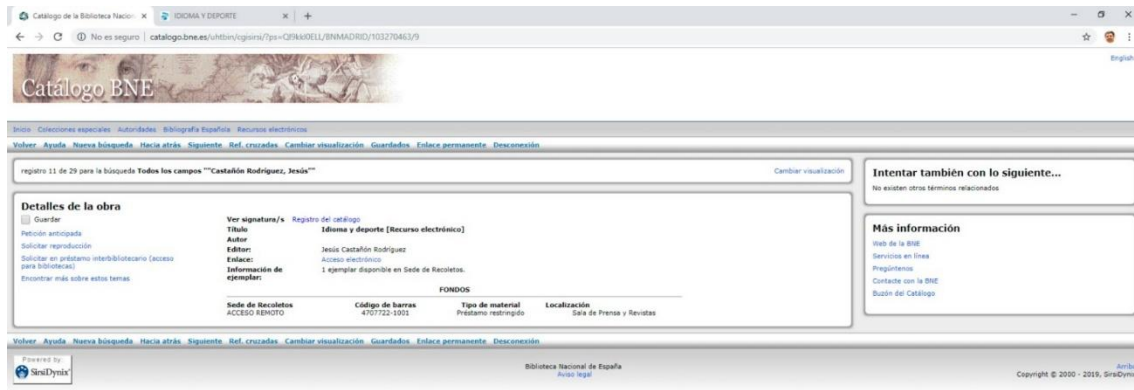 Catálogo de la Biblioteca Nacion
IDIOMA Y DEPORTE
No es seguro | catalogo.bne.es/uhtbin/cgisirsi/?ps=
/BNMADRID/103270463/9
English
Catálogo BNE
Inicio Colecciones especiales Autoridades Bibliografía Española Recursos electrónicos
Volver Ayuda Nueva búsqueda Hacia atrás Siguiente Ref. cruzadas Cambiar visualización Guardados Enlace permanente Desconexión
registro 11 de 29 para la búsqueda Todos los campos ""Castañón Rodríguez, Jesús""
Cambiar visualización
Detalles de la obra
Guardar
Petición anticipada
Solicitar reproducción
Solicitar en préstamo interbibliotecario (acceso
para bibliotecas)
Encontrar más sobre estos temas
Ver signatura/s Registro del catálogo
Título Idioma y deporte [Recurso electrónico]
Autor
Editor: Jesús Castañón Rodríguez
Enlace: Acceso electrónico
Información de 1 ejemplar disponible en Sede de Recoletos.
ejemplar:
FONDOS
Sede de Recoletos Código de barras Tipo de material Localización
ACCESO REMOTO 4707722-1001 Préstamo restringido Sala de Prensa y Revistas
Intentar también con lo siguiente...
No existen otros términos relacionados
Más información
Web de la BNE
Servicios en línea
Pregúntenos
Contacte con la BNE
Buzón del Catálogo
Volver Ayuda Nueva búsqueda Hacia atrás Siguiente Ref. cruzadas Cambiar visualización Guardados Enlace permanente Desconexión
Powered by
SirsiDynix
Biblioteca Nacional de España
Aviso legal
Arriba
Copyright © 2000 - 2019, SirsiDynix